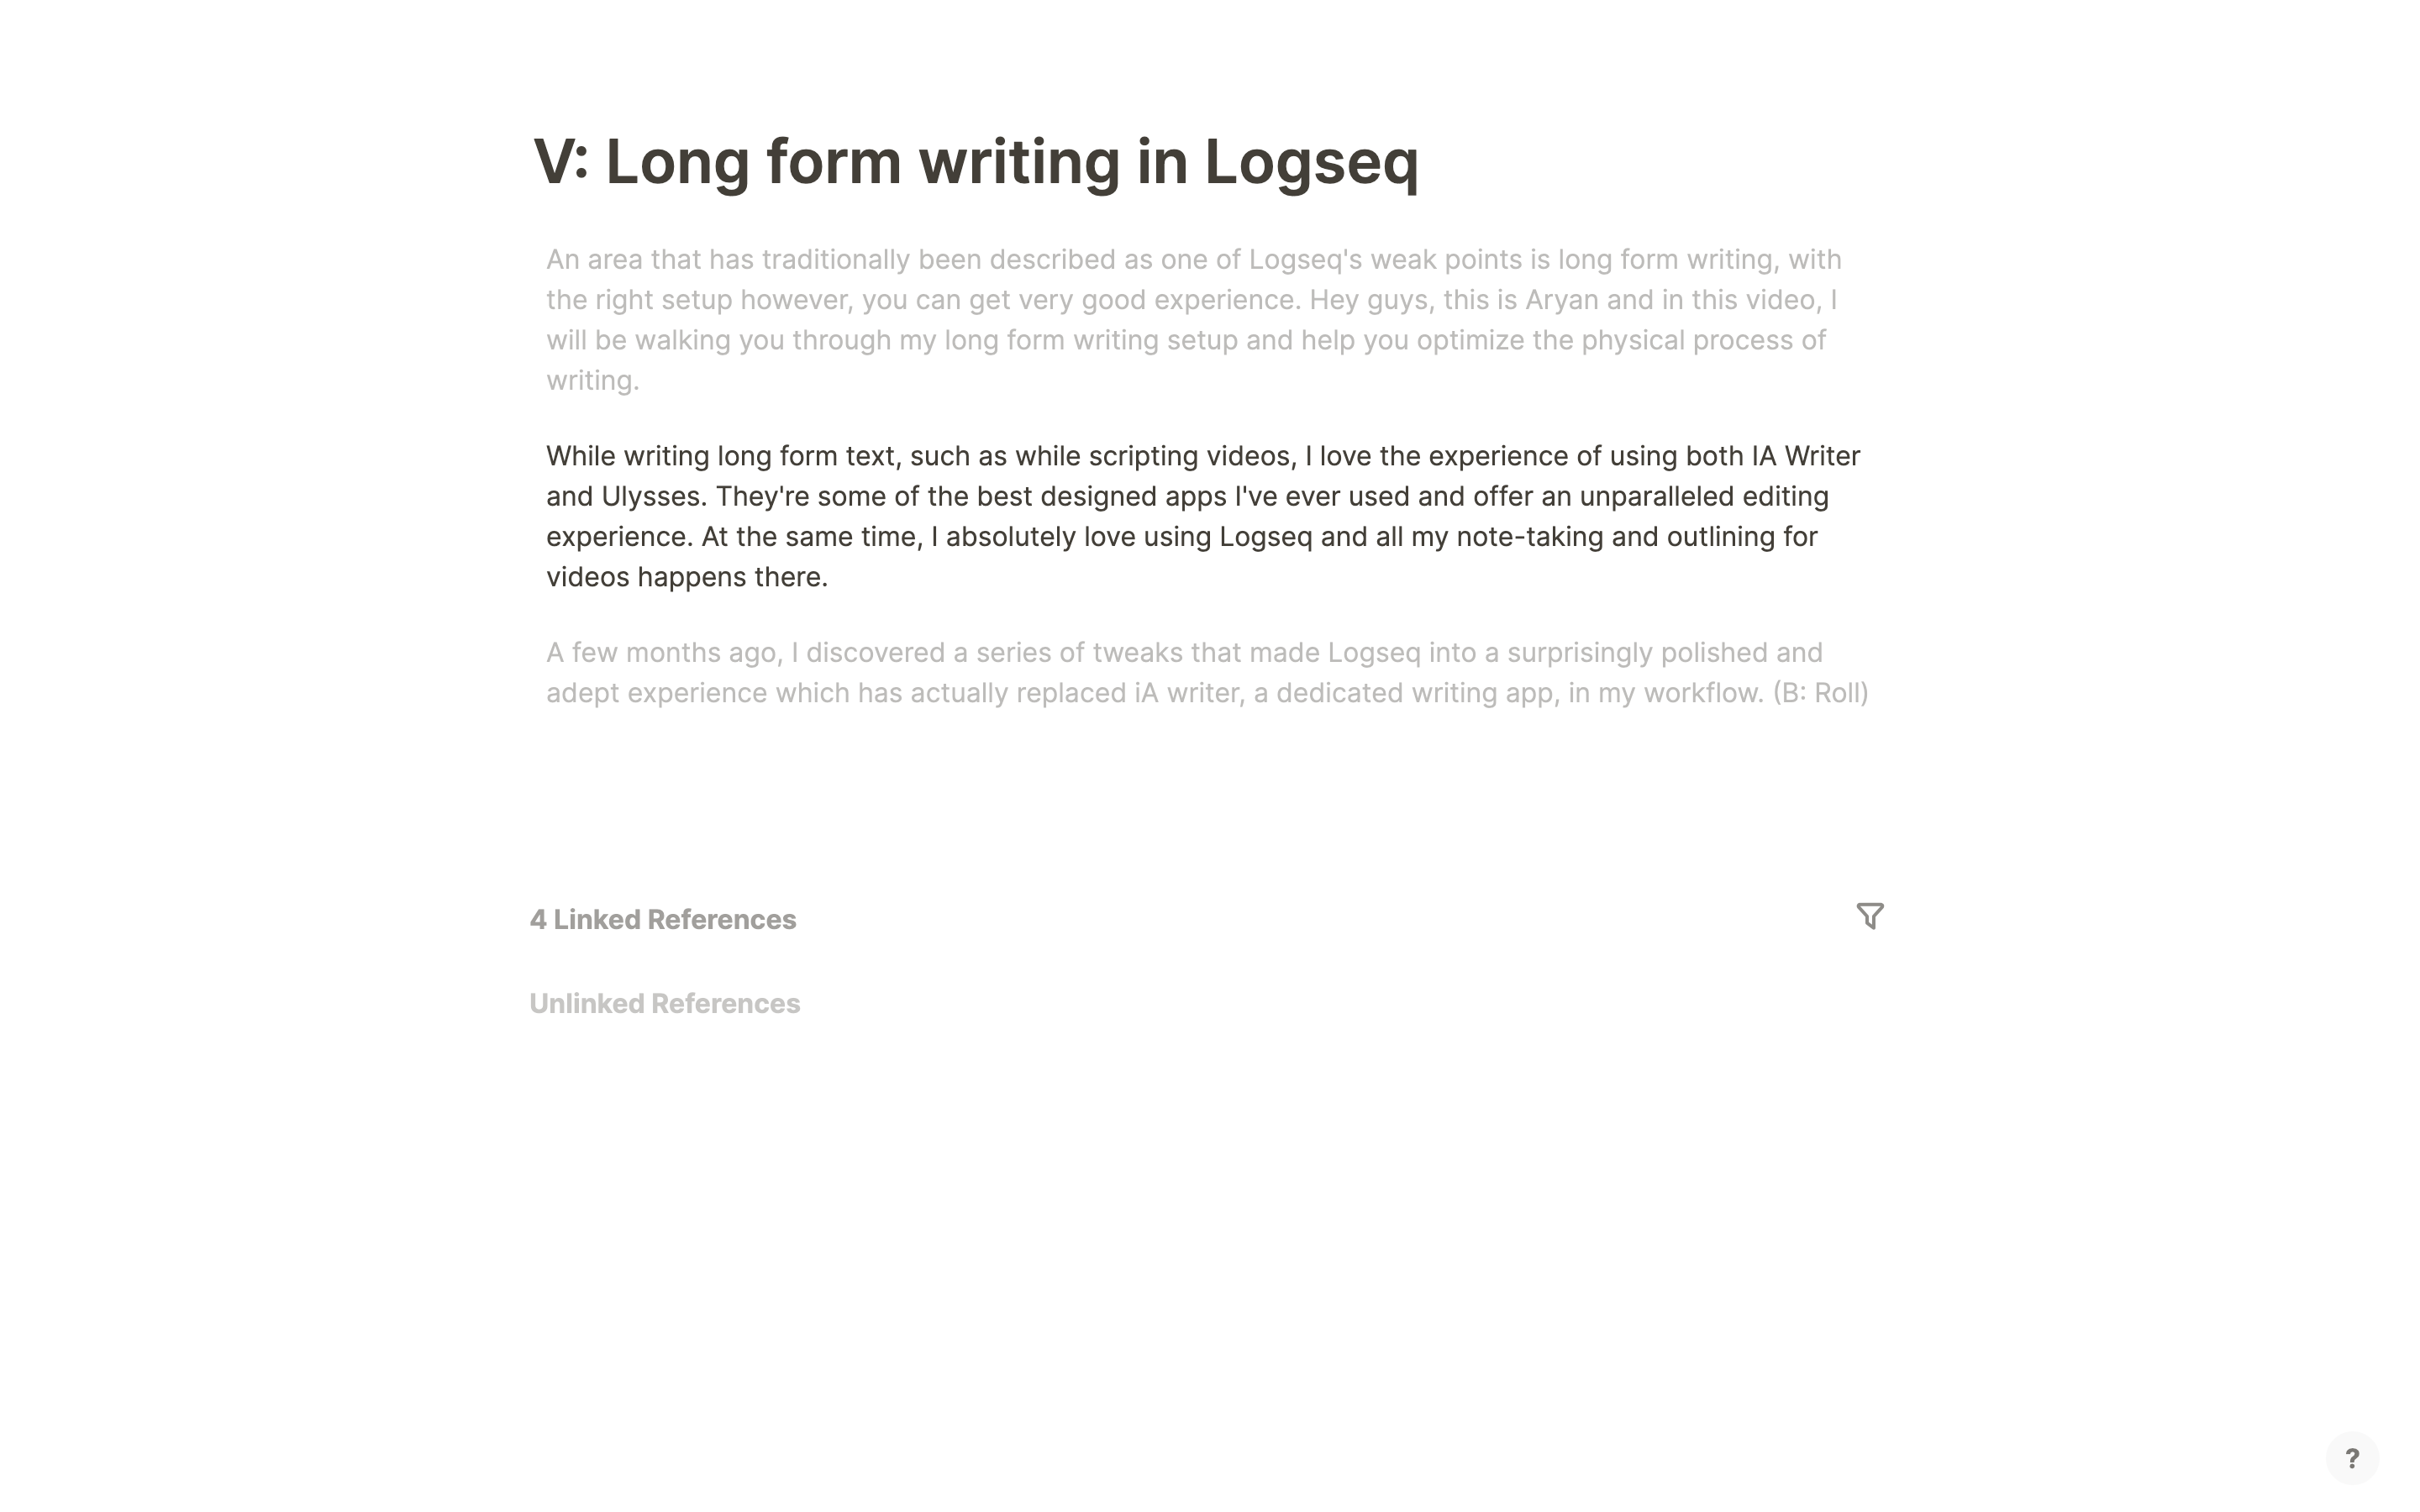 V: Long form writing in Logseq
An area that has traditionally been described as one of Logseq's weak points is long form writing, with
the right setup however, you can get very good experience. Hey guys, this is Aryan and in this video, I
will be walking you through my long form writing setup and help you optimize the physical process of
writing.
While writing long form text, such as while scripting videos, I love the experience of using both IA Writer
and Ulysses. They're some of the best designed apps I've ever used and offer an unparalleled editing
experience. At the same time, I absolutely love using Logseq and all my note-taking and outlining for
videos happens there.
A few months ago, I discovered a series of tweaks that made Logseq into a surprisingly polished and
adept experience which has actually replaced iA writer, a dedicated writing app, in my workflow. (B: Roll)
4 Linked References
Unlinked References
?